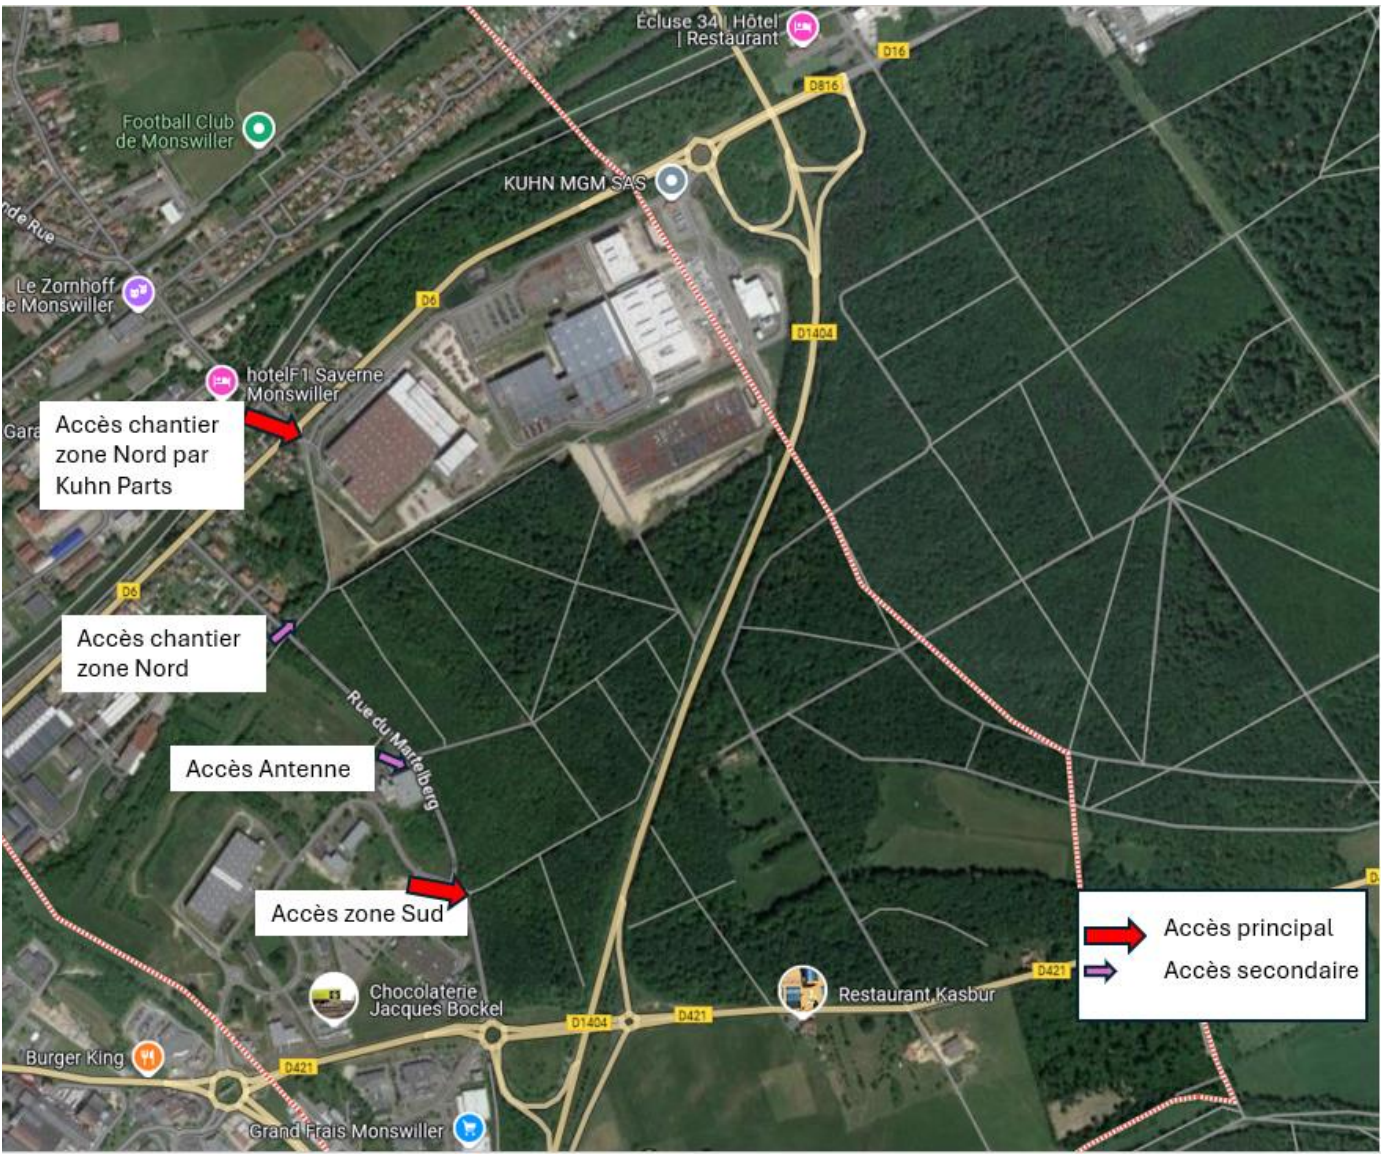 Écluse 34 | Hôtel
| Restaurant
D16
D816
Football Club
de Monswiller
KUHN MGM SAS
nde Rue
Le Zornhoff
de Monswiller
D6
D1404
hotelF1 Saverne
Monswiller
Gara
Accès chantier
zone Nord par
Kuhn Parts
D6
Accès chantier
zone Nord
Rue du Martelberg
Accès Antenne
Accès zone Sud
Accès principal
Accès secondaire
D421
Restaurant Kasbur
Chocolaterie
Jacques Bockel
D1404
D421
Burger King
D421
Grand Frais Monswiller